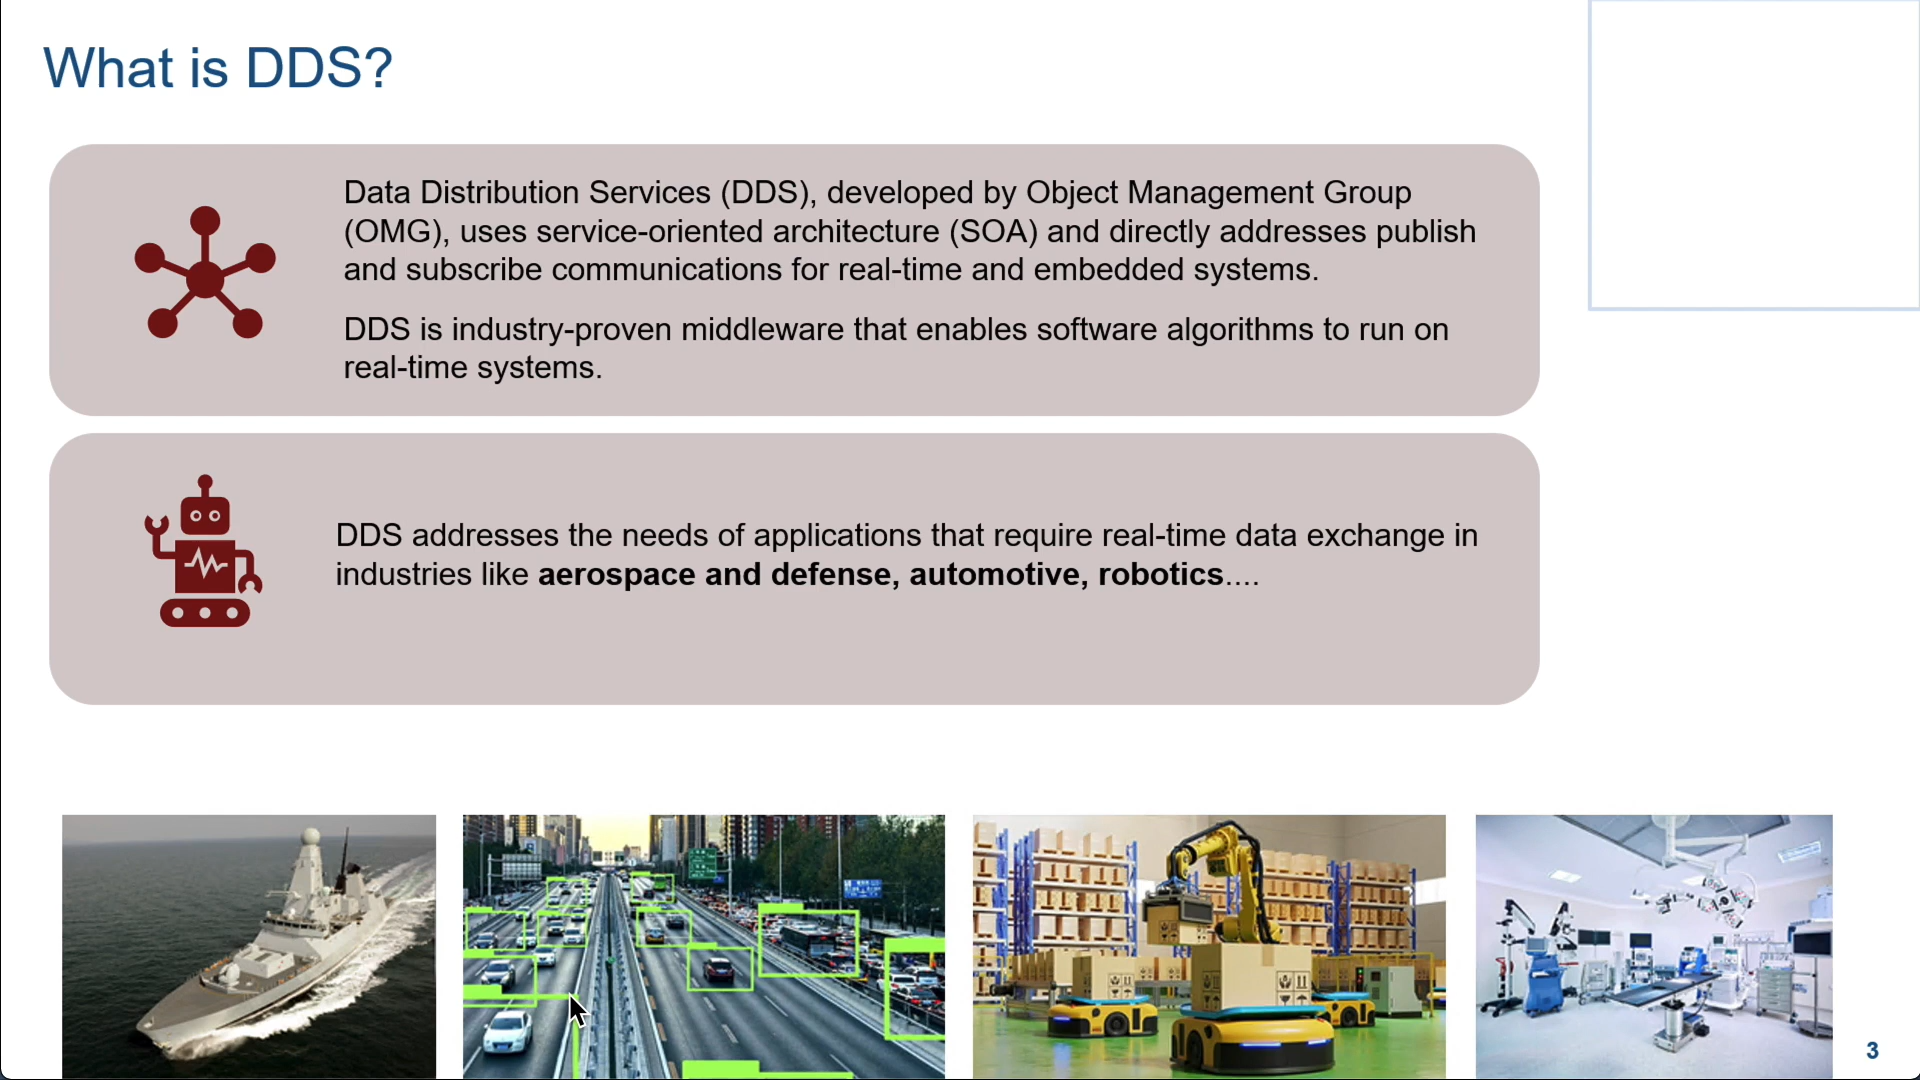 What is DDS?
Data Distribution Services (DDS), developed by Object Management Group
(OMG), uses service-oriented architecture (SOA) and directly addresses publish
and subscribe communications for real-time and embedded systems.
DDS is industry-proven middleware that enables software algorithms to run on
real-time systems.
DDS addresses the needs of applications that require real-time data exchange in
industries like aerospace and defense, automotive, robotics....
3